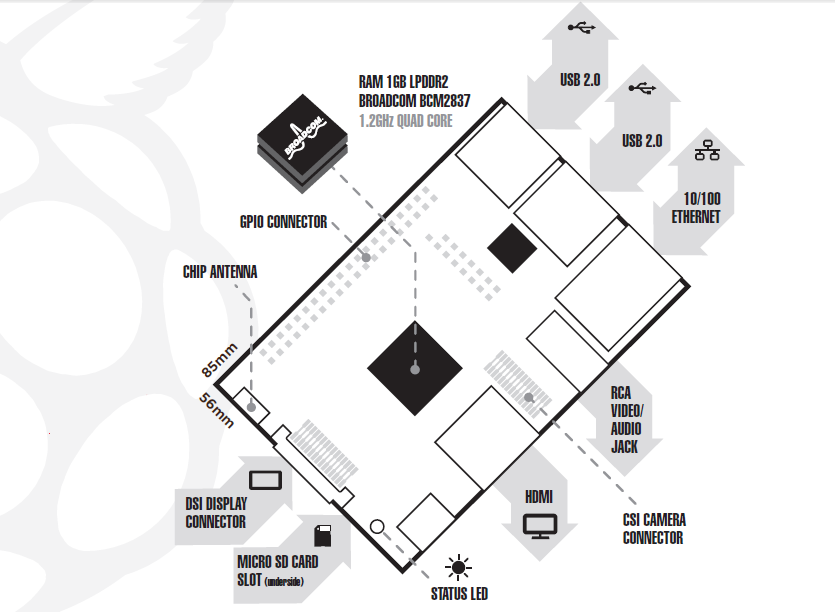 RAM 1GB LPDDR2
BROADCOM BCM2837
1.2GHz QUAD CORE
BROADCOM.
USB 2.0
USB 2.0
10/100
ETHERNET
GPIO CONNECTOR
CHIP ANTENNA
85mm
56mm
RCA
VIDEO/
AUDIO
JACK
DSI DISPLAY
CONNECTOR
HDMI
CSI CAMERA
CONNECTOR
MICRO SD CARD
SLOT (underside)
STATUS LED